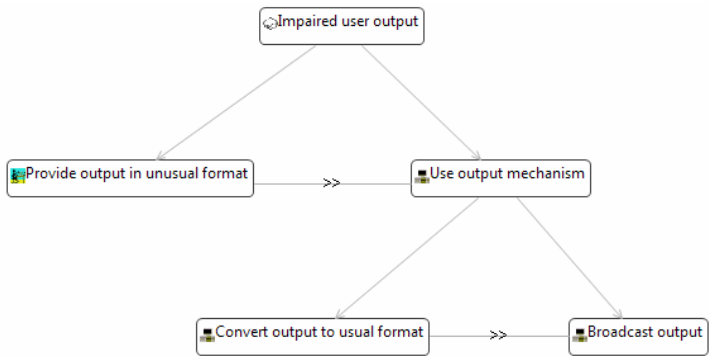 Impaired user output
Provide output in unusual format
>>
Use output mechanism
Convert output to usual format
>>
Broadcast output